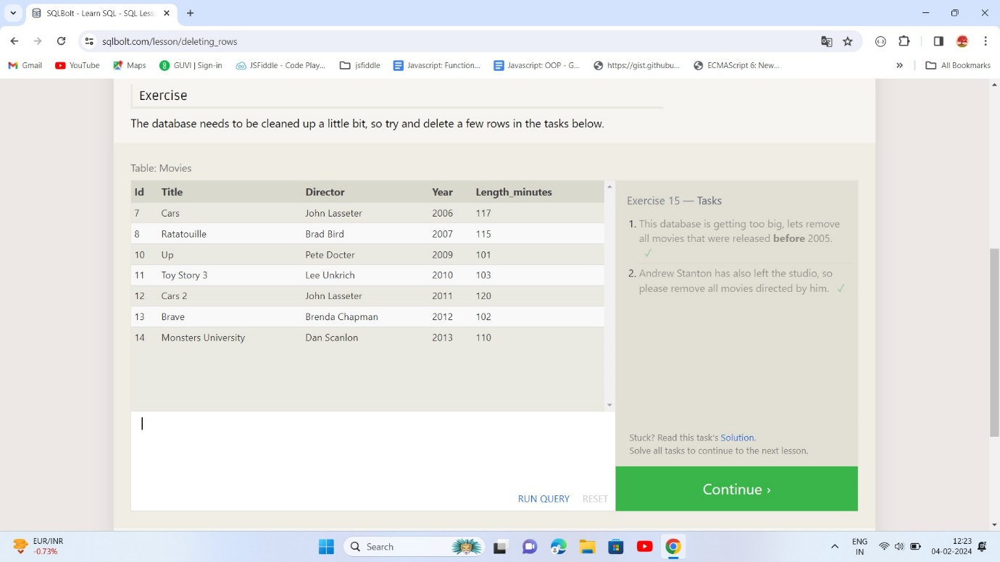 SQLBolt - Learn SQL - SQL Less
sqlbolt.com/lesson/deleting_rows
Gmail YouTube Maps GUVI | Sign-in JSFiddle - Code Play... jsfiddle Javascript: Function... Javascript: OOP - G... https://gist.githubu... ECMAScript 6: New... » All Bookmarks
Exercise
The database needs to be cleaned up a little bit, so try and delete a few rows in the tasks below.
Table: Movies
Id Title Director Year Length_minutes
7 Cars John Lasseter 2006 117
8 Ratatouille Brad Bird 2007 115
10 Up Pete Docter 2009 101
11 Toy Story 3 Lee Unkrich 2010 103
12 Cars 2 John Lasseter 2011 120
13 Brave Brenda Chapman 2012 102
14 Monsters University Dan Scanlon 2013 110
RUN QUERY RESET
Exercise 15 — Tasks
1. This database is getting too big, lets remove
all movies that were released before 2005.
✓
2. Andrew Stanton has also left the studio, so
please remove all movies directed by him. ✓
Stuck? Read this task's Solution.
Solve all tasks to continue to the next lesson.
Continue ›
EUR/INR
-0.73%
Search
ENG
IN
12:23
04-02-2024